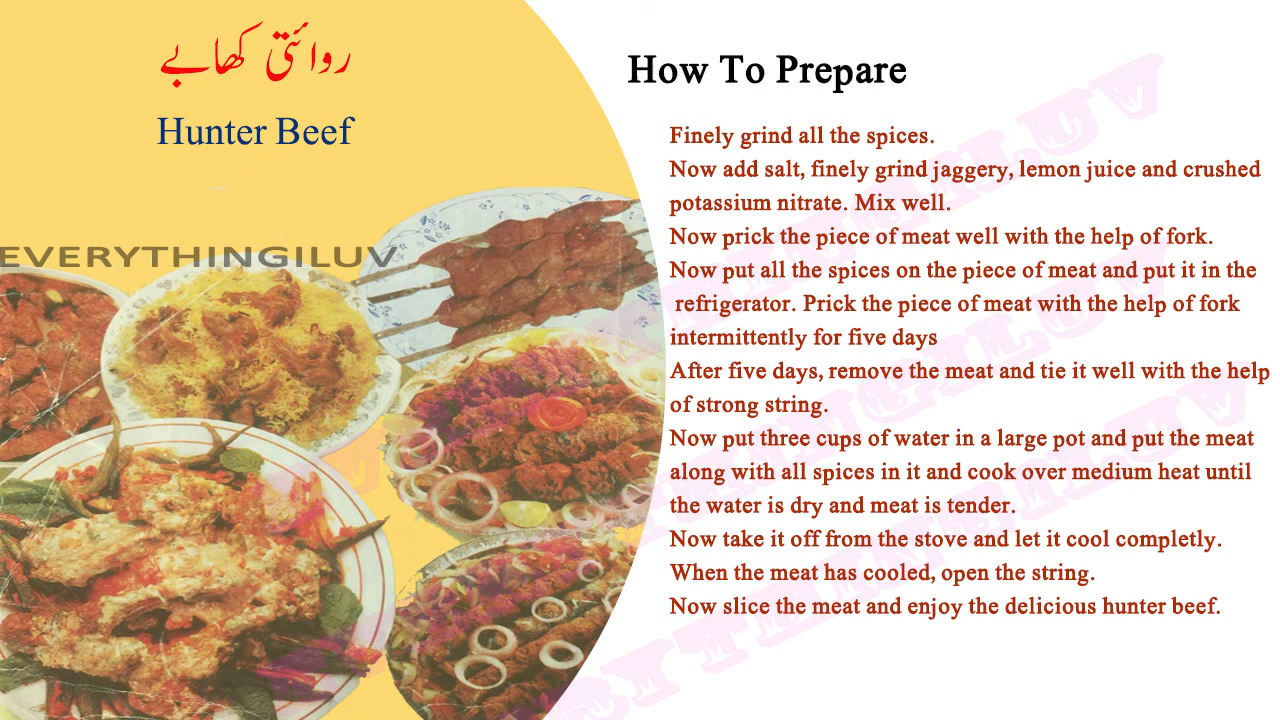 روائتی کھابے
Hunter Beef
EVERYTHINGILUV
How To Prepare
Finely grind all the spices.
Now add salt, finely grind jaggery, lemon juice and crushed
potassium nitrate. Mix well.
Now prick the piece of meat well with the help of fork.
Now put all the spices on the piece of meat and put it in the
refrigerator. Prick the piece of meat with the help of fork
intermittently for five days
After five days, remove the meat and tie it well with the help
of strong string.
Now put three cups of water in a large pot and put the meat
along with all spices in it and cook over medium heat until
the water is dry and meat is tender.
Now take it off from the stove and let it cool completly.
When the meat has cooled, open the string.
Now slice the meat and enjoy the delicious hunter beef.